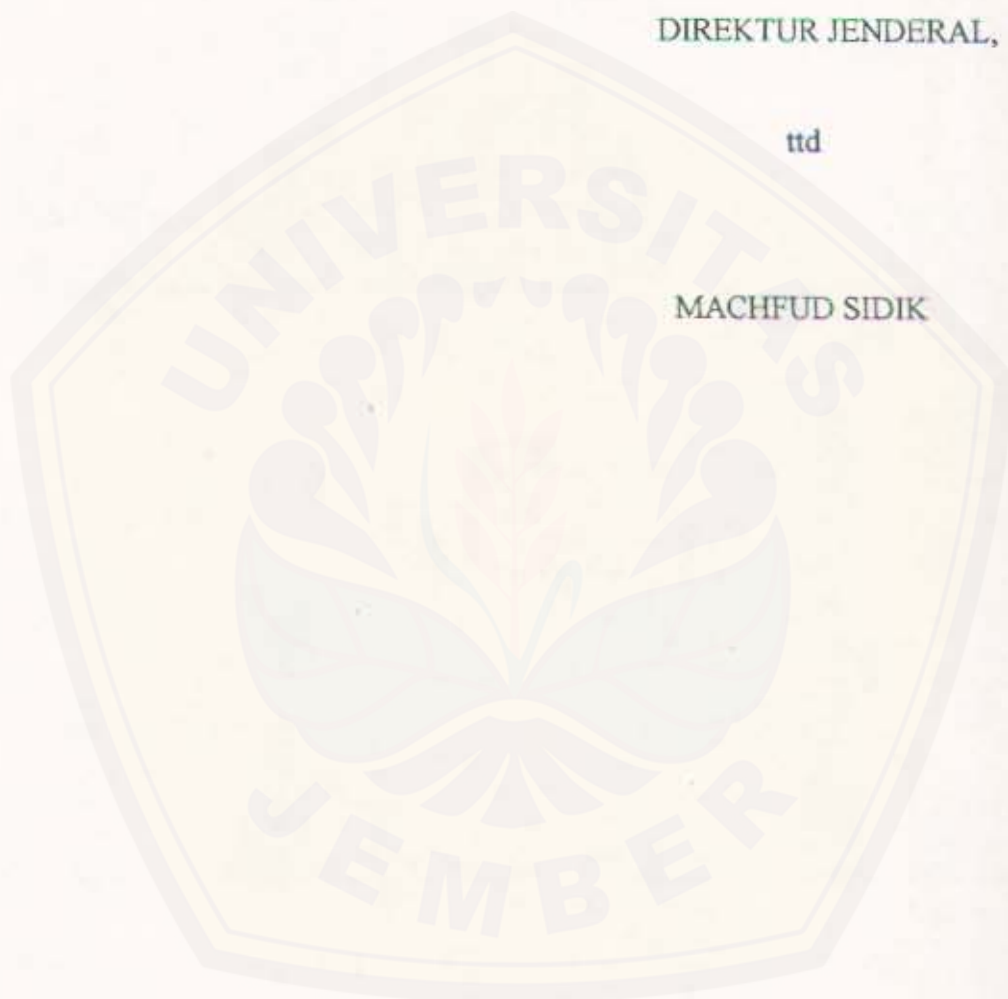 DIREKTUR JENDERAL,
ttd
MACHFUD SIDIK
UNIVERSITAS
JEMBER